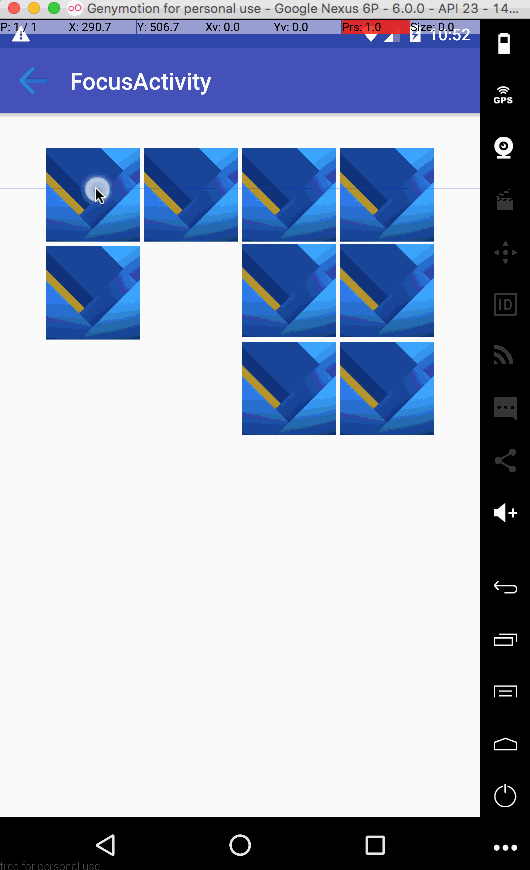 Genymotion for personal use - Google Nexus 6P - 6.0.0 - API 23 - 14...
P: 1 / 1 X: 290.7 Y: 506.7 Xv: 0.0 Yv: 0.0 Prs: 1.0 Size: 0.0
10:52
FocusActivity
GPS
ID
free for personal use